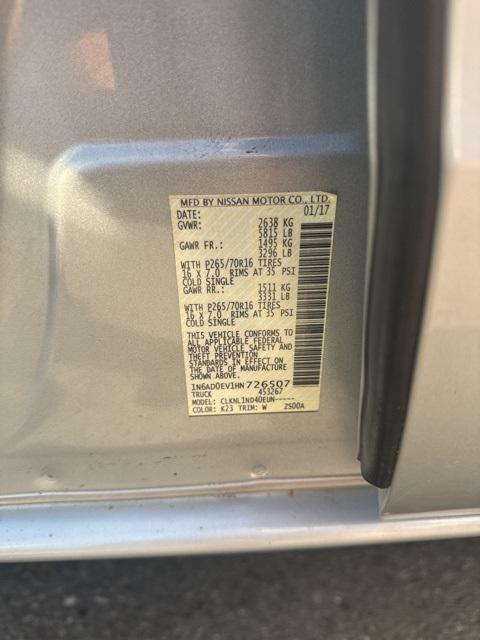 MFD BY NISSAN MOTOR CO., LTD.
DATE: 01/17
GVWR: 2638 KG
5815 LB
GAWR FR.: 1495 KG
3296 LB
WITH P265/70R16 TIRES
16 X 7.0 RIMS AT 35 PSI
COLD SINGLE
GAWR RR.: 1511 KG
3331 LB
WITH P265/70R16 TIRES
16 X 7.0 RIMS AT 35 PSI
COLD SINGLE
THIS VEHICLE CONFORMS TO
ALL APPLICABLE FEDERAL
MOTOR VEHICLE SAFETY AND
THEFT PREVENTION
STANDARDS IN EFFECT ON
THE DATE OF MANUFACTURE
SHOWN ABOVE.
1N6AD0EV1HN726507
TRUCK 453267
MODEL: CLKNL1ND40EUN-----
COLOR: K23 TRIM: W ZS00A